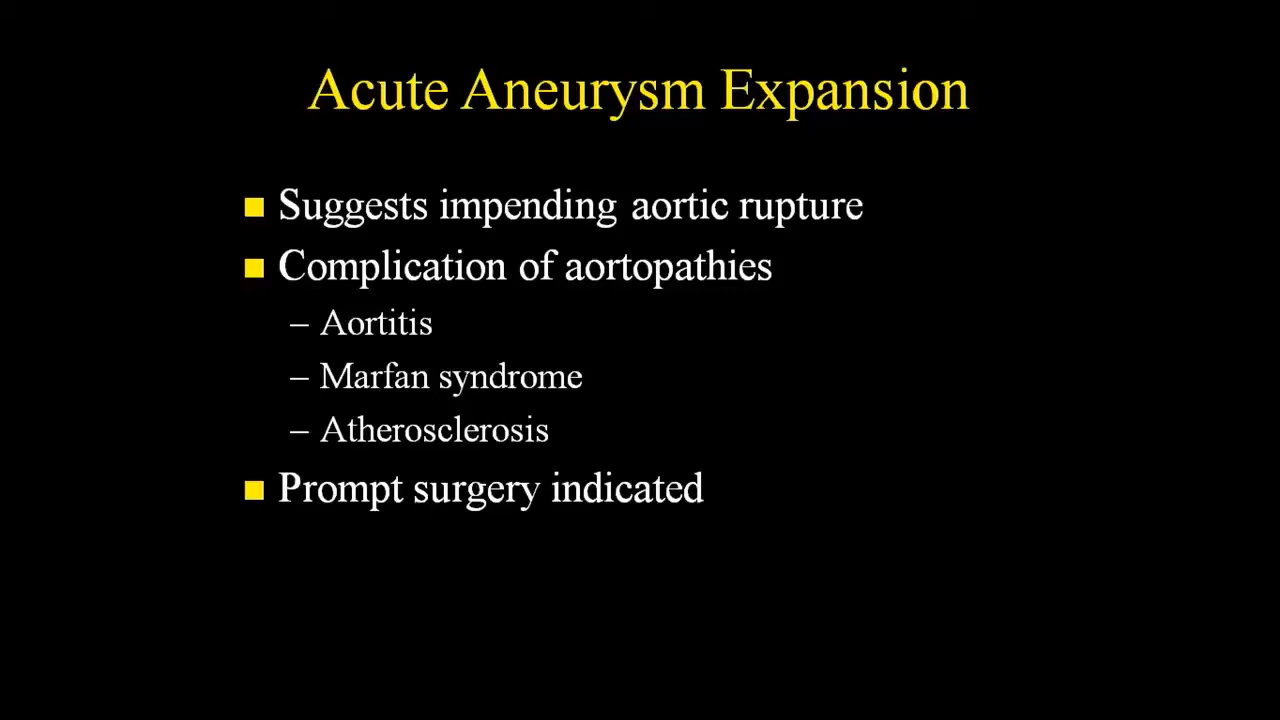 Acute Aneurysm Expansion
■ Suggests impending aortic rupture
■ Complication of aortopathies
– Aortitis
– Marfan syndrome
– Atherosclerosis
■ Prompt surgery indicated